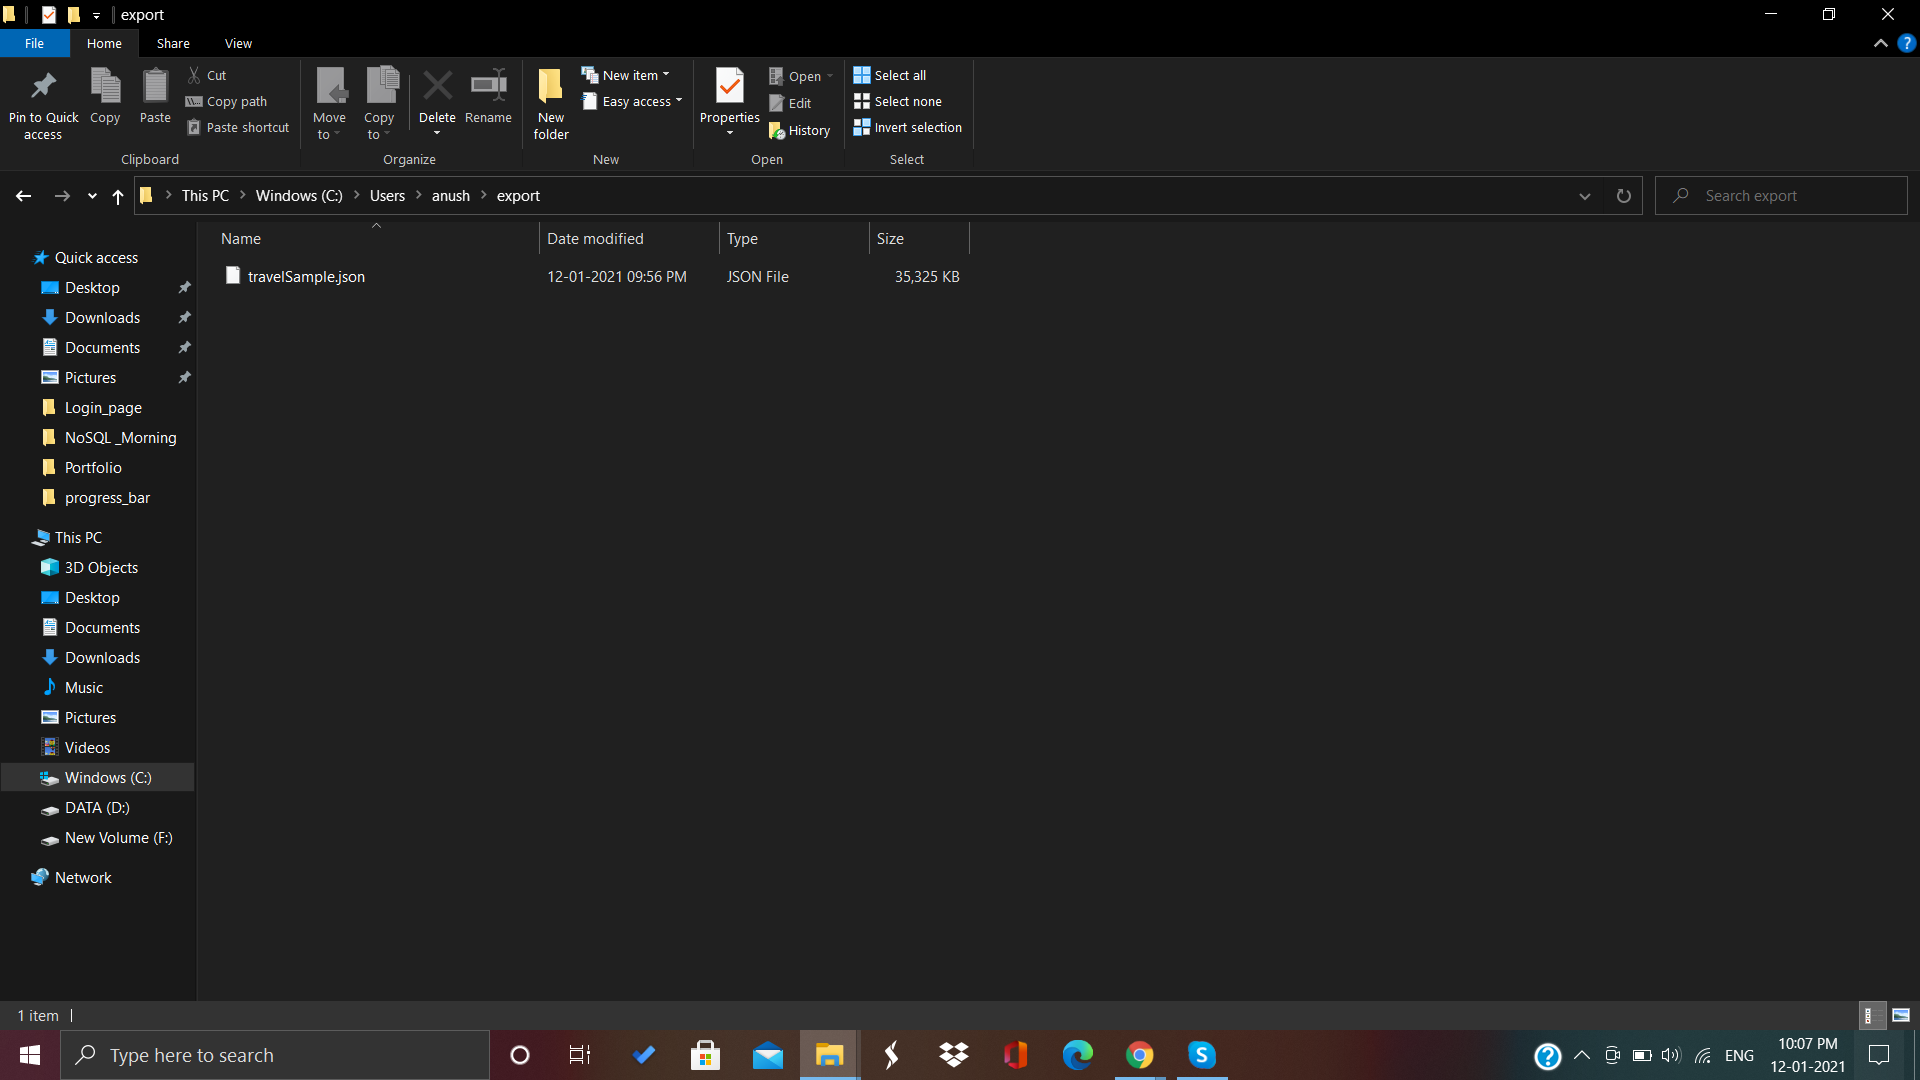 export
File Home Share View
Pin to Quick access
Copy
Paste
Cut
Copy path
Paste shortcut
Clipboard
Move to
Copy to
Delete
Rename
Organize
New folder
New item
Easy access
New
Properties
Open
Edit
History
Open
Select all
Select none
Invert selection
Select
This PC > Windows (C:) > Users > anush > export
Search export
Name Date modified Type Size
travelSample.json 12-01-2021 09:56 PM JSON File 35,325 KB
Quick access
Desktop
Downloads
Documents
Pictures
Login_page
NoSQL _Morning
Portfolio
progress_bar
This PC
3D Objects
Desktop
Documents
Downloads
Music
Pictures
Videos
Windows (C:)
DATA (D:)
New Volume (F:)
Network
1 item
Type here to search
ENG
10:07 PM
12-01-2021